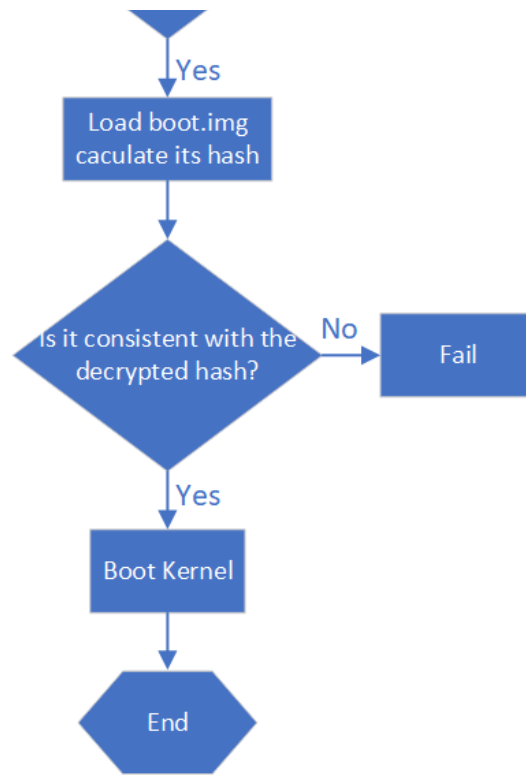 Yes
Load boot.img
caculate its hash
Is it consistent with the
decrypted hash?
No
Fail
Yes
Boot Kernel
End